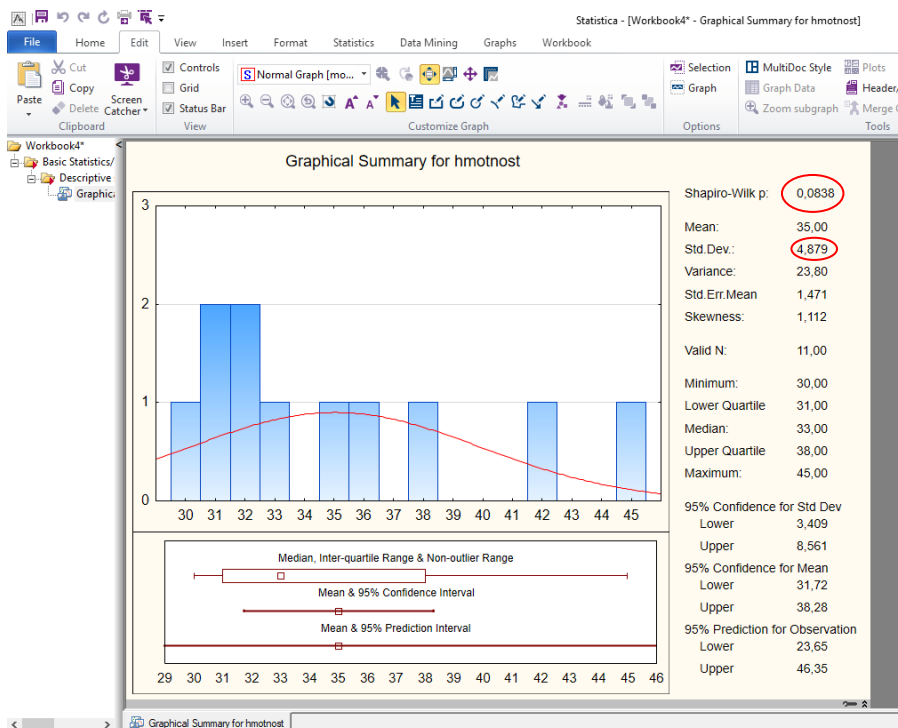 Statistica - [Workbook4* - Graphical Summary for hmotnost]
File Home Edit View Insert Format Statistics Data Mining Graphs Workbook
Paste
Cut
Copy
Delete
Screen Catcher
Clipboard
Controls
Grid
Status Bar
View
S Normal Graph [mo...
Customize Graph
Selection
Graph
Options
MultiDoc Style
Graph Data
Zoom subgraph
Plots
Header/
Merge
Tools
Workbook4*
Basic Statistics/
Descriptive
Graphica
Graphical Summary for hmotnost
3
2
1
0
30 31 32 33 34 35 36 37 38 39 40 41 42 43 44 45
Median, Inter-quartile Range & Non-outlier Range
Mean & 95% Confidence Interval
Mean & 95% Prediction Interval
29 30 31 32 33 34 35 36 37 38 39 40 41 42 43 44 45 46
Shapiro-Wilk p: 0,0838
Mean: 35,00
Std.Dev.: 4,879
Variance: 23,80
Std.Err.Mean 1,471
Skewness: 1,112
Valid N: 11,00
Minimum: 30,00
Lower Quartile 31,00
Median: 33,00
Upper Quartile 38,00
Maximum: 45,00
95% Confidence for Std Dev
Lower 3,409
Upper 8,561
95% Confidence for Mean
Lower 31,72
Upper 38,28
95% Prediction for Observation
Lower 23,65
Upper 46,35
Graphical Summary for hmotnost